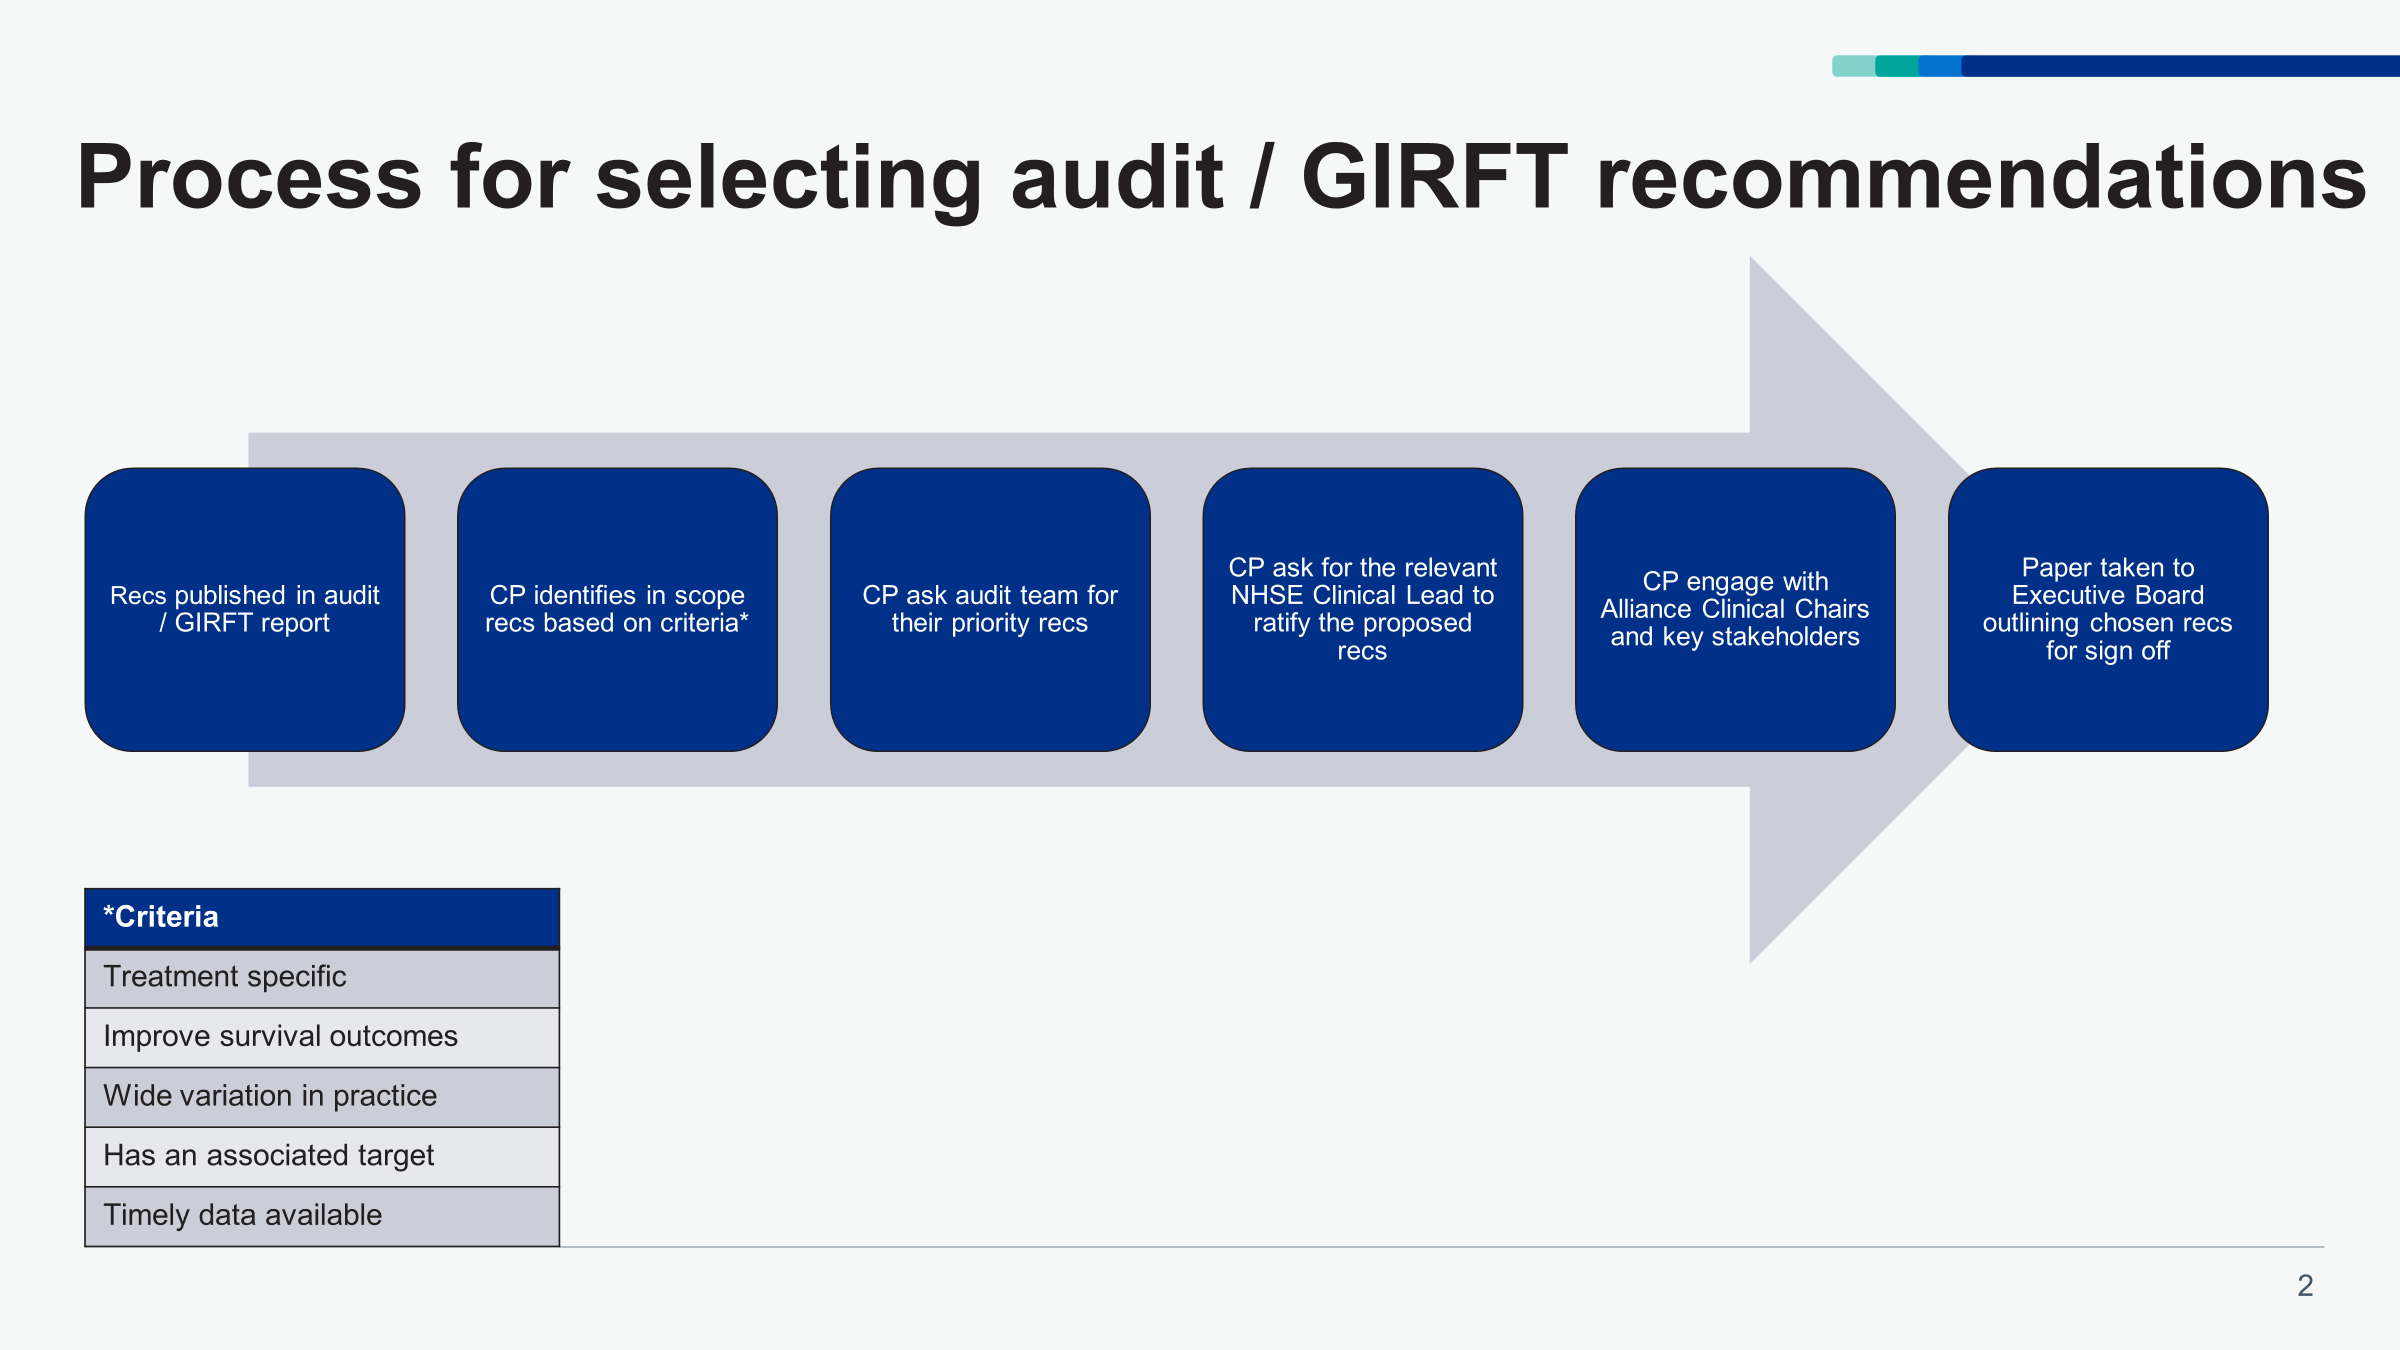 Process for selecting audit / GIRFT recommendations
Recs published in audit
/ GIRFT report
CP identifies in scope
recs based on criteria*
CP ask audit team for
their priority recs
CP ask for the relevant
NHSE Clinical Lead to
ratify the proposed
recs
CP engage with
Alliance Clinical Chairs
and key stakeholders
Paper taken to
Executive Board
outlining chosen recs
for sign off
*Criteria
Treatment specific
Improve survival outcomes
Wide variation in practice
Has an associated target
Timely data available
2